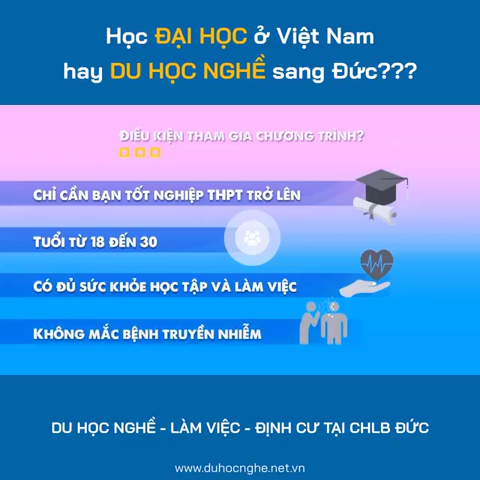 Học ĐẠI HỌC ở Việt Nam
hay DU HỌC NGHỀ sang Đức???
ĐIỀU KIỆN THAM GIA CHƯƠNG TRÌNH?
CHỈ CẦN BẠN TỐT NGHIỆP THPT TRỞ LÊN
TUỔI TỪ 18 ĐẾN 30
CÓ ĐỦ SỨC KHỎE HỌC TẬP VÀ LÀM VIỆC
KHÔNG MẮC BỆNH TRUYỀN NHIỄM
DU HỌC NGHỀ - LÀM VIỆC - ĐỊNH CƯ TẠI CHLB ĐỨC
www.duhocnghe.net.vn